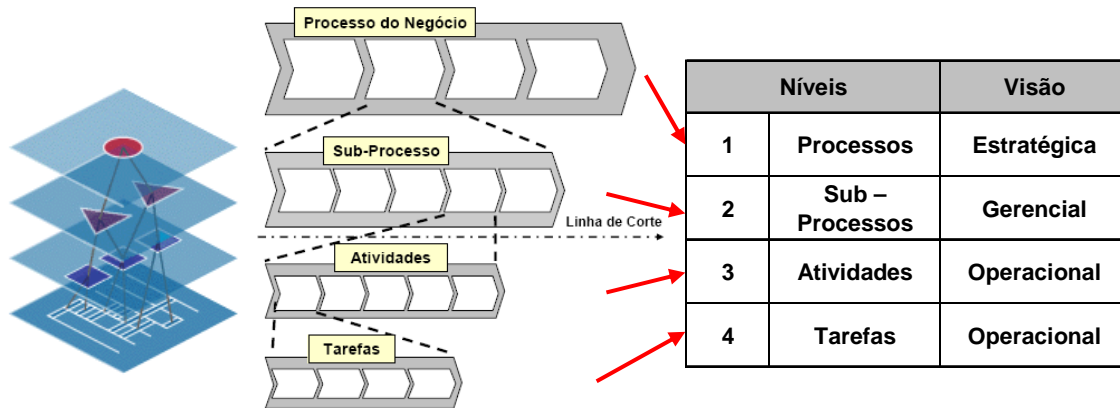 Processo do Negócio
Sub-Processo
Linha de Corte
Atividades
Tarefas
Níveis Visão
1 Processos Estratégica
2 Sub –
Processos Gerencial
3 Atividades Operacional
4 Tarefas Operacional